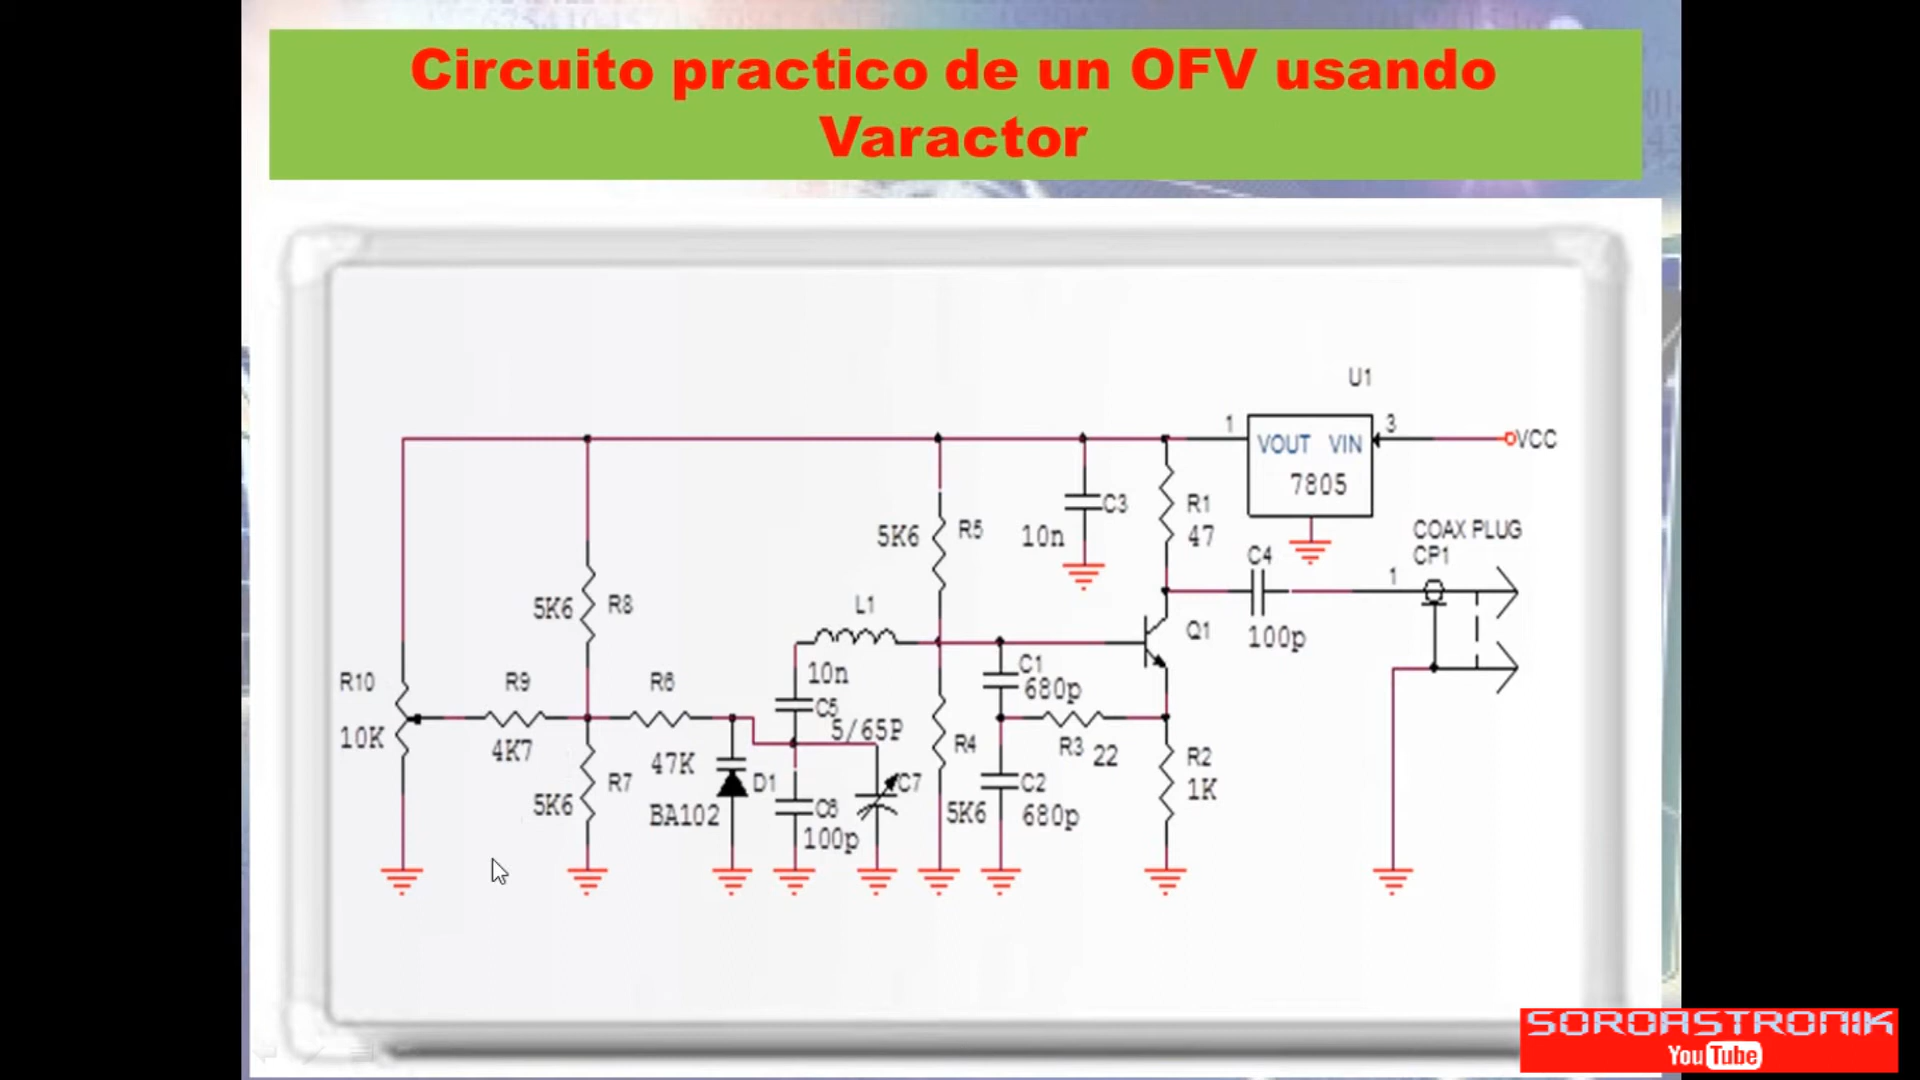 Circuito practico de un OFV usando
Varactor
U1
1
3
VOUT VIN
VCC
7805
C3
10n
R1
47
5K6
R5
COAX PLUG
CP1
C4
1
100p
5K6
R8
L1
Q1
10n
C5
C1
680p
R10
10K
R9
4K7
R6
47K
5/65P
R4
R3 22
R2
1K
R7
5K6
D1
BA102
C6
100p
C7
5K6
C2
680p
SOROASTRONIK
YouTube